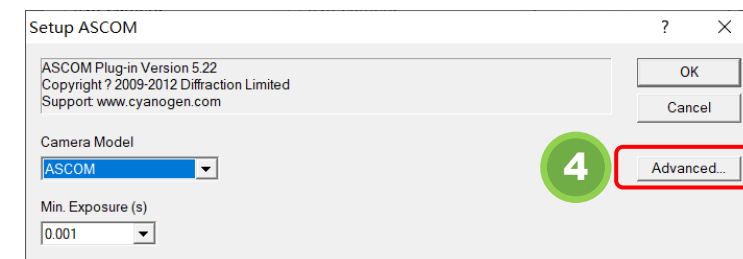 Setup ASCOM
ASCOM Plug-in Version 5.22
Copyright ? 2009-2012 Diffraction Limited
Support: www.cyanogen.com
OK
Cancel
Camera Model
ASCOM
4
Advanced...
Min. Exposure (s)
0.001